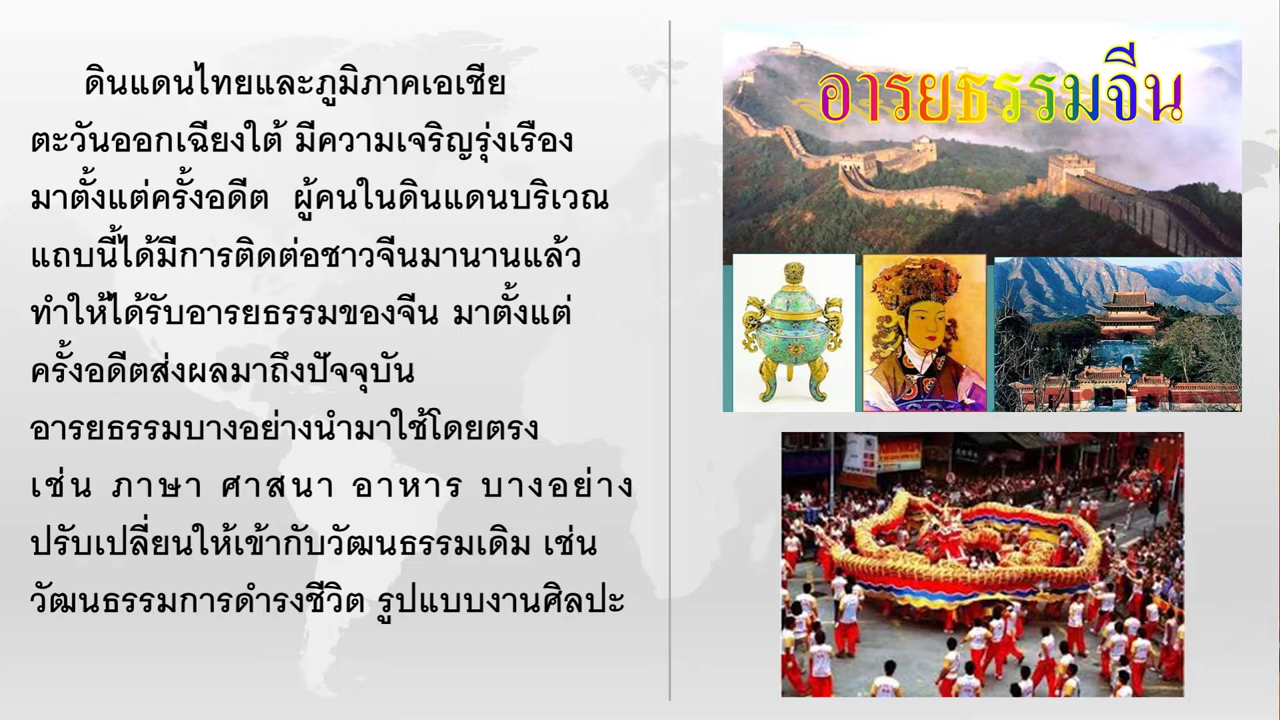 ดินแดนไทยและภูมิภาคเอเชีย
ตะวันออกเฉียงใต้ มีความเจริญรุ่งเรือง
มาตั้งแต่ครั้งอดีต ผู้คนในดินแดนบริเวณ
แถบนี้ได้มีการติดต่อชาวจีนมานานแล้ว
ทำให้ได้รับอารยธรรมของจีน มาตั้งแต่
ครั้งอดีตส่งผลมาถึงปัจจุบัน
อารยธรรมบางอย่างนำมาใช้โดยตรง
เช่น ภาษา ศาสนา อาหาร บางอย่าง
ปรับเปลี่ยนให้เข้ากับวัฒนธรรมเดิม เช่น
วัฒนธรรมการดำรงชีวิต รูปแบบงานศิลปะ
อารยธรรมจีน